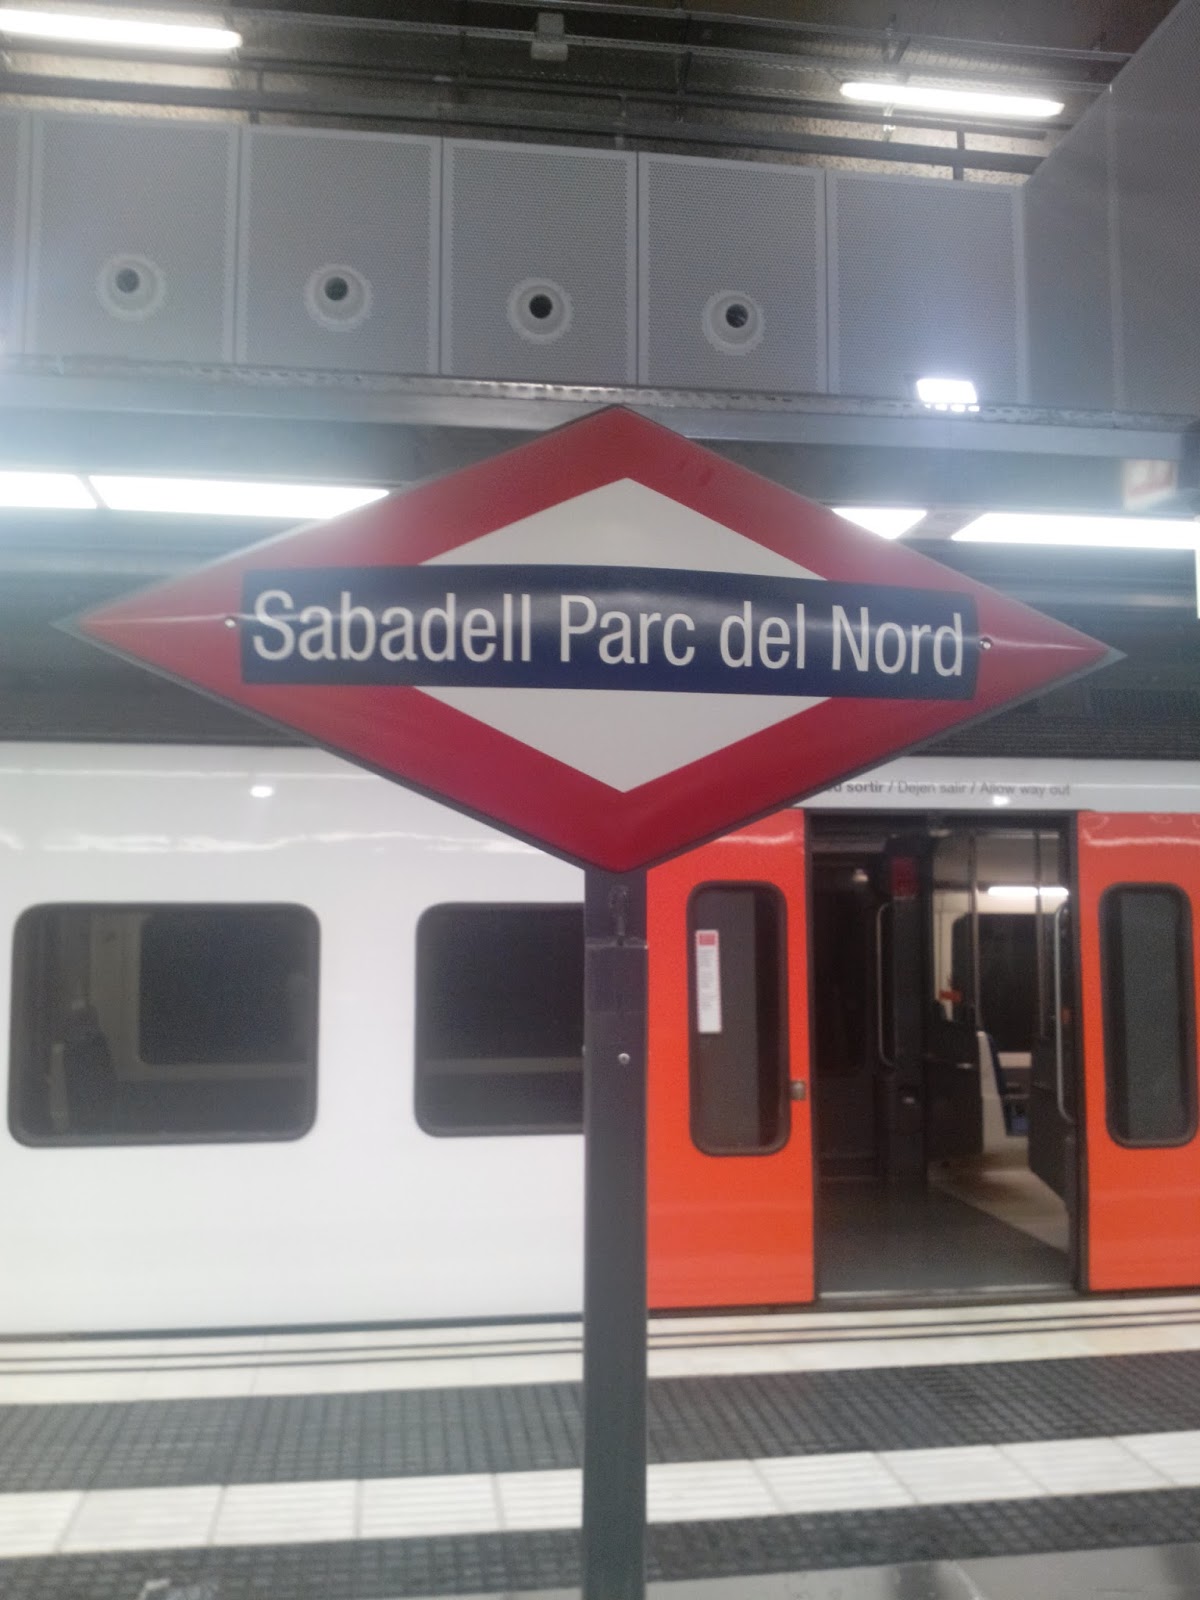 Sabadell Parc del Nord
sortir / Dejen salir / Allow way out